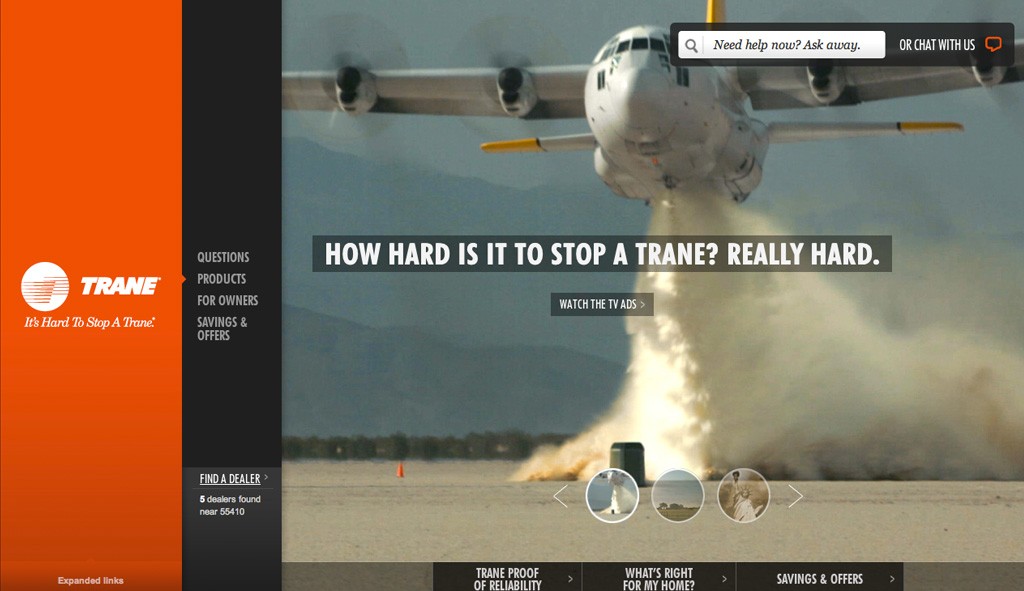 Need help now? Ask away.
OR CHAT WITH US
HOW HARD IS IT TO STOP A TRANE? REALLY HARD.
WATCH THE TV ADS >
TRANE
It's Hard To Stop A Trane.®
QUESTIONS
PRODUCTS
FOR OWNERS
SAVINGS &
OFFERS
FIND A DEALER >
5 dealers found
near 55410
Expanded links
TRANE PROOF
OF RELIABILITY >
WHAT'S RIGHT
FOR MY HOME? >
SAVINGS & OFFERS >